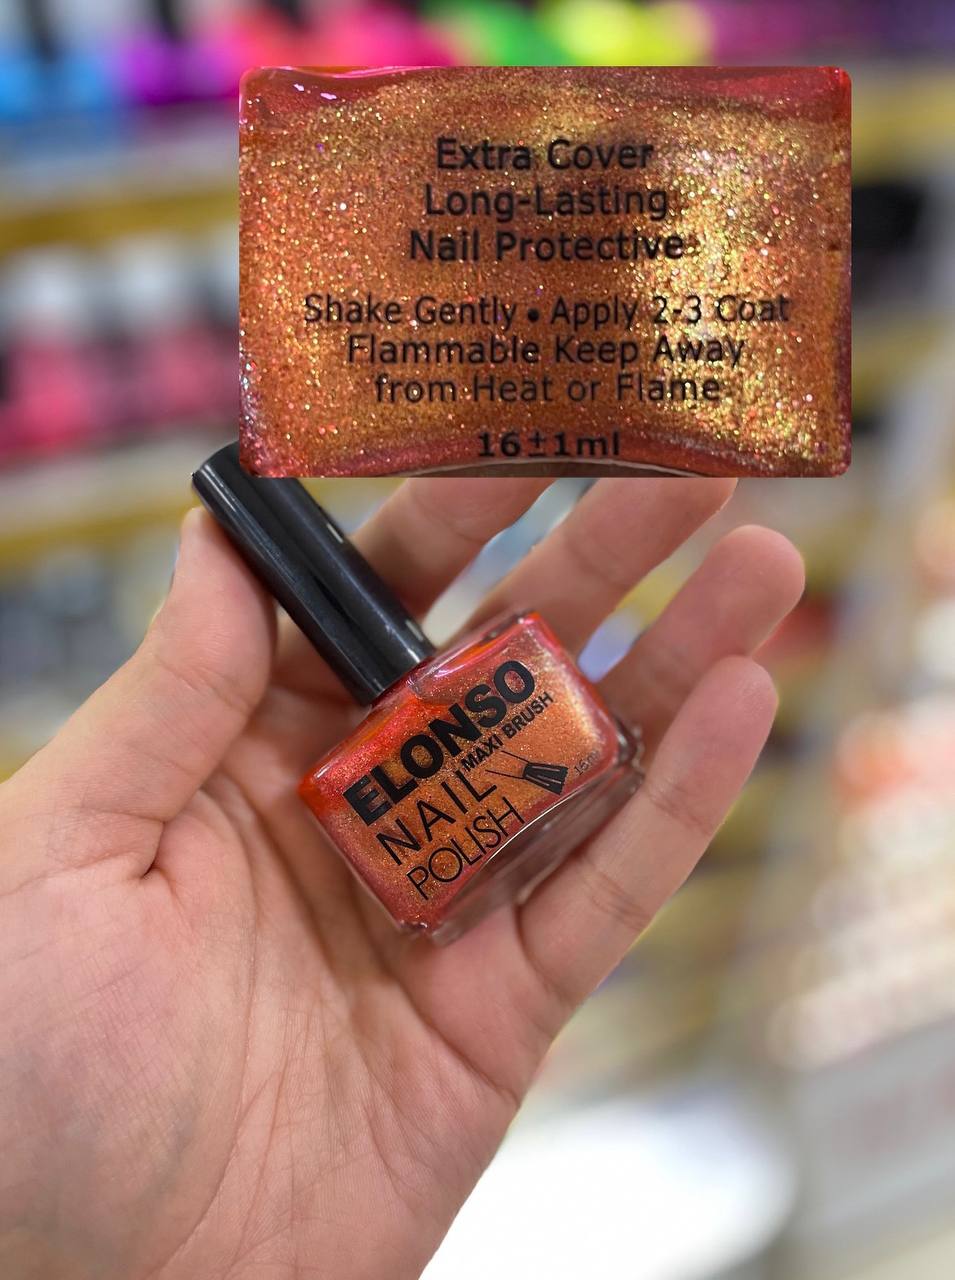 Extra Cover
Long-Lasting
Nail Protective
Shake Gently • Apply 2-3 Coat
Flammable Keep Away
from Heat or Flame
16±1ml
ELONSO
MAXI BRUSH
NAIL
POLISH